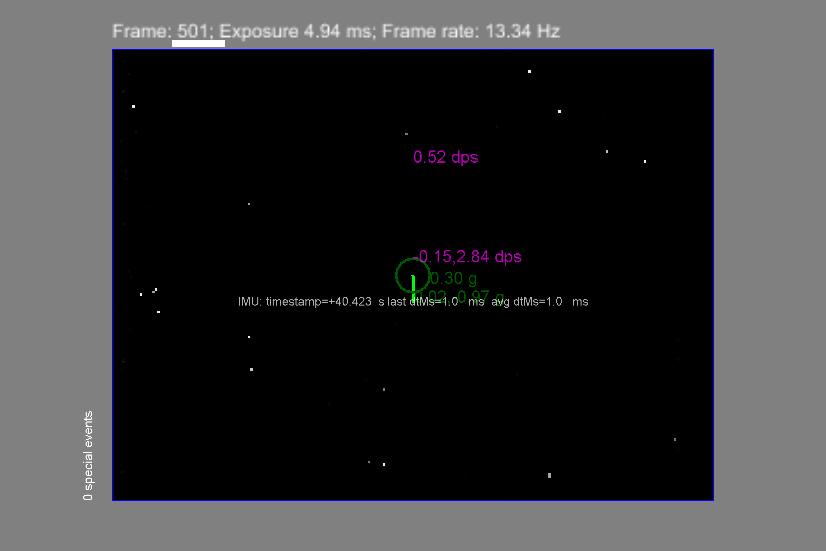 Frame: 501; Exposure 4.94 ms; Frame rate: 13.34 Hz
0.52 dps
-0.15,2.84 dps
0.30 g
0.97 g
IMU: timestamp=+40.423 s last dtMs=1.0 ms avg dtMs=1.0 ms
0 special events